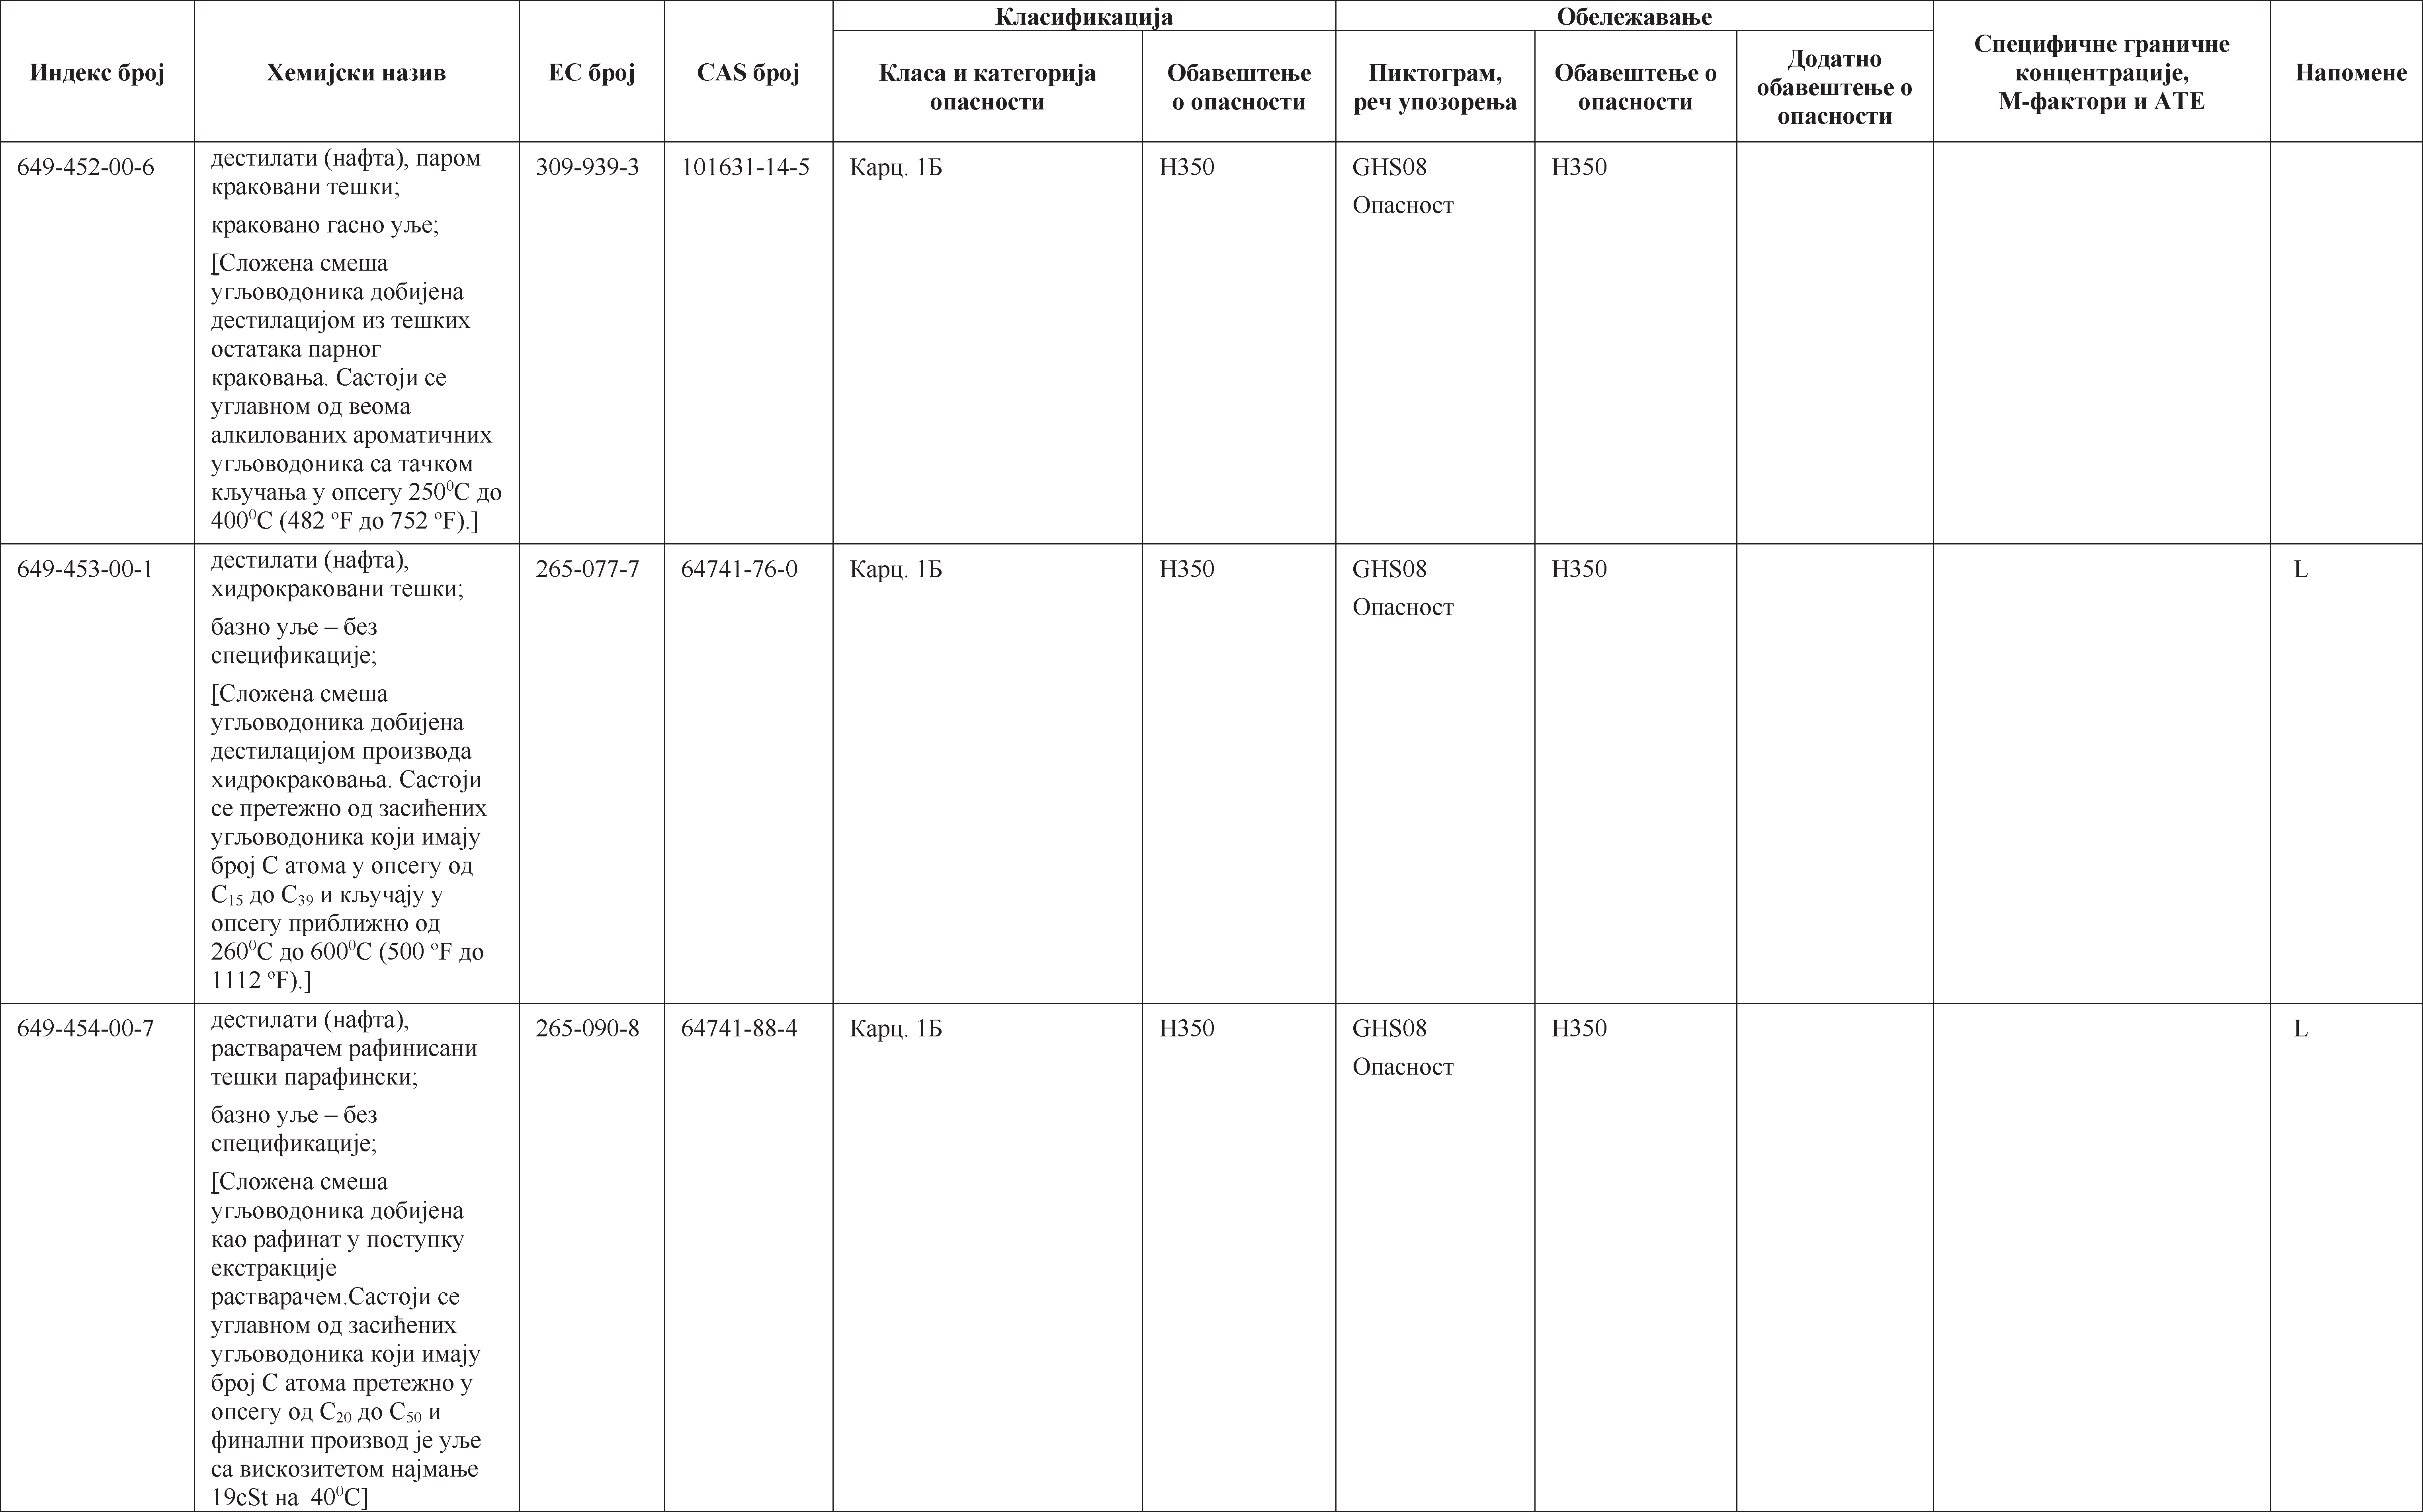 Индекс број
Хемијски назив
ЕС број
CAS број
Класификација
Класа и категорија
опасности
Обавештење
о опасности
Обележавање
Пиктограм,
реч упозорења
Обавештење о
опасности
Додатно
обавештење о
опасности
Специфичне граничне
концентрације,
М-фактори и АТЕ
Напомене
649-452-00-6
дестилати (нафта), паром
краковани тешки;
краковано гасно уље;
[Сложена смеша
угљоводоника добијена
дестилацијом из тешких
остатака парног
краковања. Састоји се
углавном од веома
алкилованих ароматичних
угљоводоника са тачком
кључања у опсегу 250⁰C до
400⁰C (482 ºF до 752 ºF).]
309-939-3
101631-14-5
Карц. 1Б
H350
GHS08
Опасност
H350
649-453-00-1
дестилати (нафта),
хидрокраковани тешки;
базно уље – без
спецификације;
[Сложена смеша
угљоводоника добијена
дестилацијом производа
хидрокраковања. Састоји
се претежно од засићених
угљоводоника који имају
број C атома у опсегу од
C₁₅ до C₃₉ и кључају у
опсегу приближно од
260⁰C до 600⁰C (500 ºF до
1112 ºF).]
265-077-7
64741-76-0
Карц. 1Б
H350
GHS08
Опасност
H350
L
649-454-00-7
дестилати (нафта),
растварачем рафинисани
тешки парафински;
базно уље – без
спецификације;
[Сложена смеша
угљоводоника добијена
као рафинат у поступку
екстракције
растварачем.Састоји се
углавном од засићених
угљоводоника који имају
број C атома претежно у
опсегу од C₂₀ до C₅₀ и
финални производ је уље
са вискозитетом најмање
19cSt на 40⁰C]
265-090-8
64741-88-4
Карц. 1Б
H350
GHS08
Опасност
H350
L